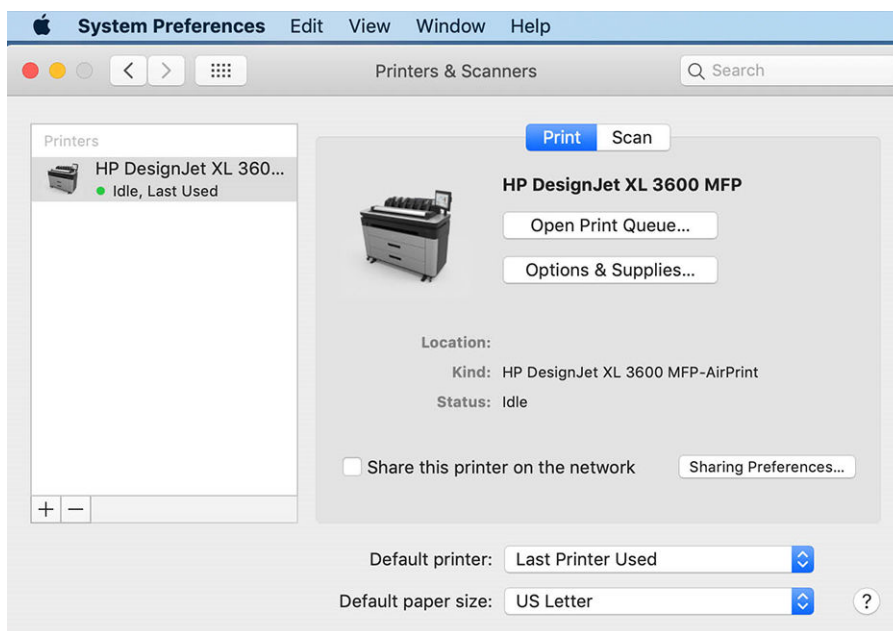 System Preferences Edit View Window Help
Printers & Scanners
Search
Printers
HP DesignJet XL 360...
Idle, Last Used
Print Scan
HP DesignJet XL 3600 MFP
Open Print Queue...
Options & Supplies...
Location:
Kind: HP DesignJet XL 3600 MFP-AirPrint
Status: Idle
Share this printer on the network
Sharing Preferences...
+ −
Default printer: Last Printer Used
Default paper size: US Letter
?